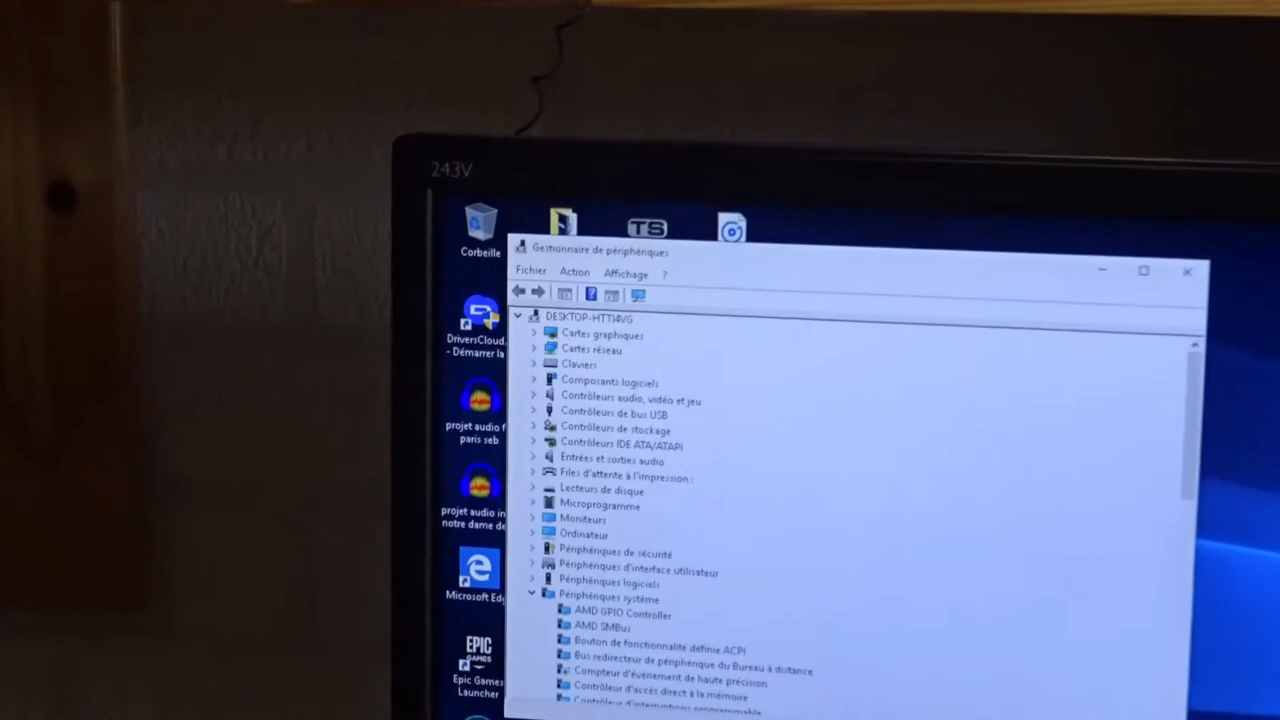 243V
Corbeille
TS
DriversCloud.
- Démarrer la
projet audio f
paris seb
projet audio in
notre dame de
Microsoft Ed
EPIC
GAMES
Epic Games
Launcher
Gestionnaire de périphériques
Fichier Action Affichage ?
DESKTOP-HTTI4VG
Cartes graphiques
Cartes réseau
Claviers
Composants logiciels
Contrôleurs audio, vidéo et jeu
Contrôleurs de bus USB
Contrôleurs de stockage
Contrôleurs IDE ATA/ATAPI
Entrées et sorties audio
Files d'attente à l'impression :
Lecteurs de disque
Microprogramme
Moniteurs
Ordinateur
Périphériques de sécurité
Périphériques d'interface utilisateur
Périphériques logiciels
Périphériques système
AMD GPIO Controller
AMD SMBus
Bouton de fonctionnalité définie ACPI
Bus redirecteur de périphérique du Bureau à distance
Compteur d'événement de haute précision
Contrôleur d'accès direct à la mémoire
Contrôleur d'interruptions programmable